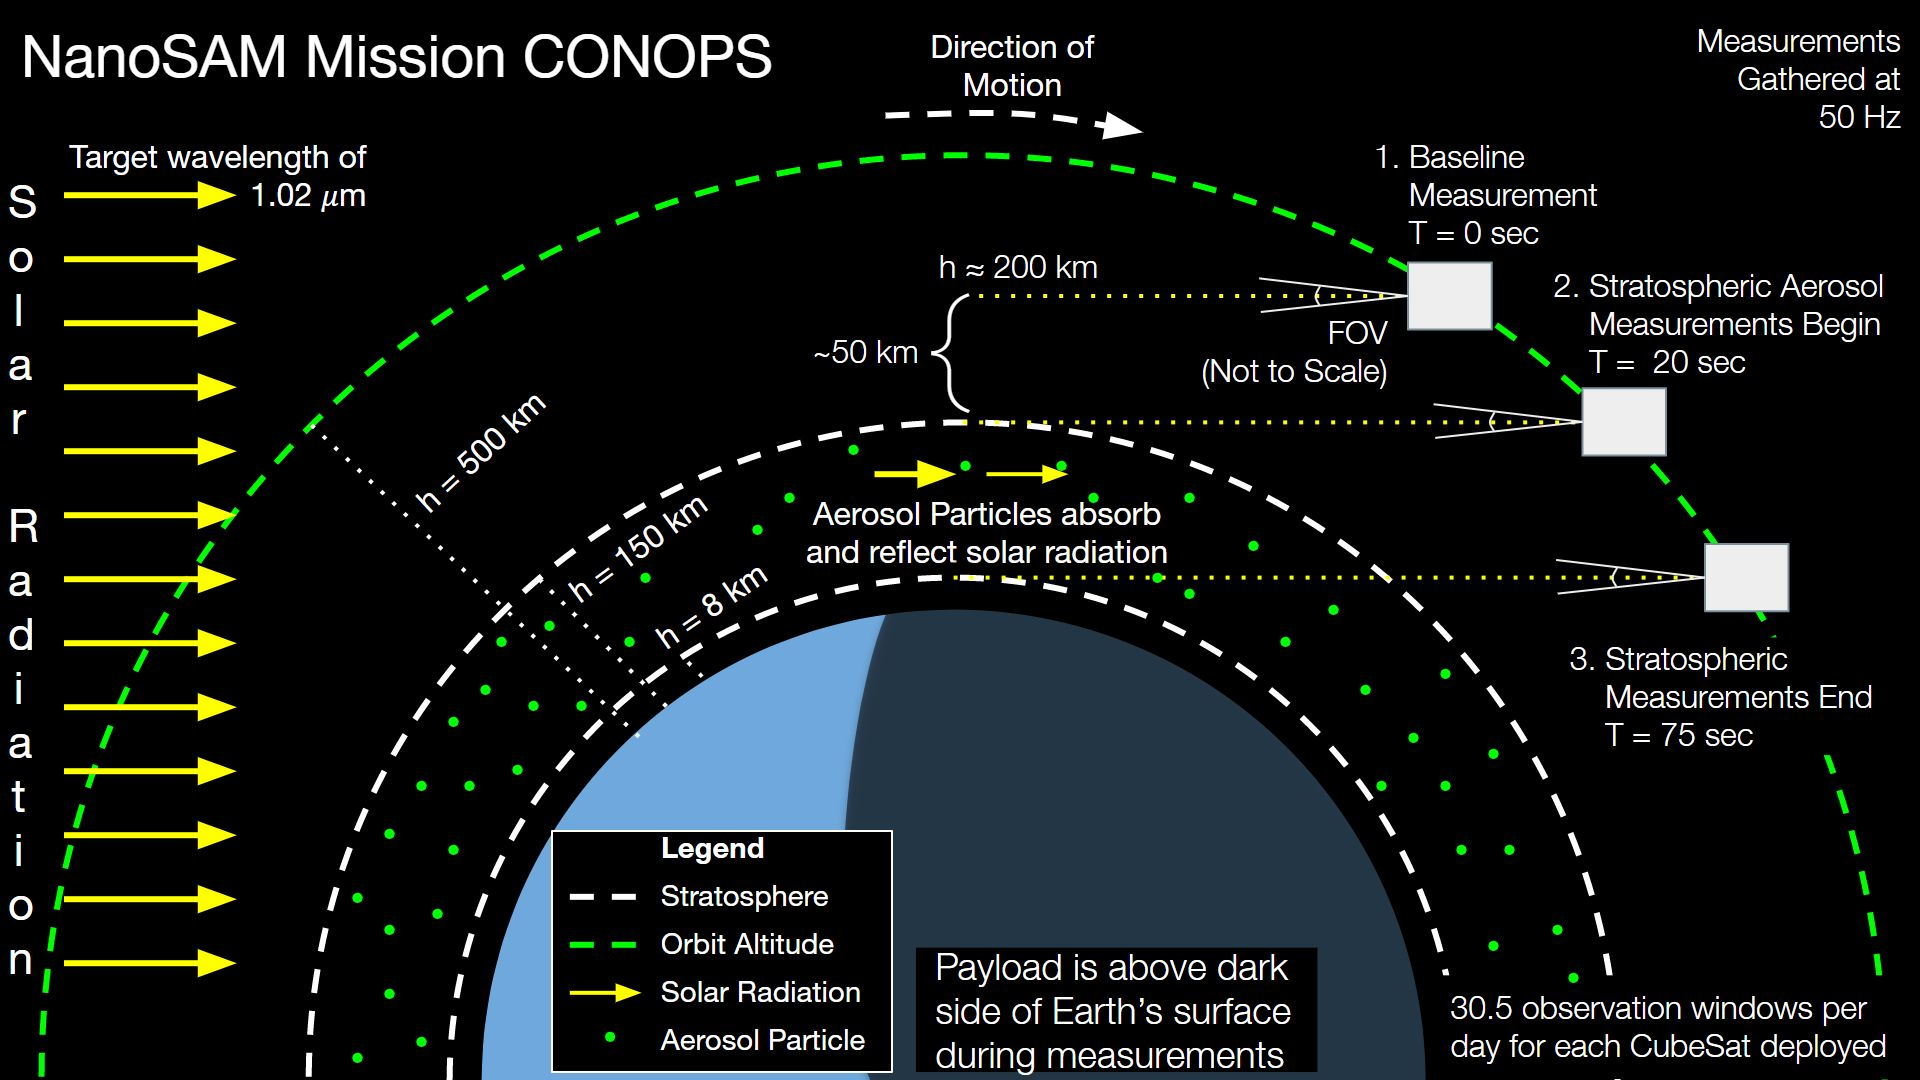 NanoSAM Mission CONOPS
Direction of
Motion
Measurements
Gathered at
50 Hz
Target wavelength of
1.02 μm
Solar Radiation
1. Baseline
Measurement
T = 0 sec
h ≈ 200 km
~50 km
FOV
(Not to Scale)
2. Stratospheric Aerosol
Measurements Begin
T =  20 sec
h = 500 km
h = 150 km
h = 8 km
Aerosol Particles absorb
and reflect solar radiation
3. Stratospheric
Measurements End
T = 75 sec
Legend
Stratosphere
Orbit Altitude
Solar Radiation
Aerosol Particle
Payload is above dark
side of Earth’s surface
during measurements
30.5 observation windows per
day for each CubeSat deployed